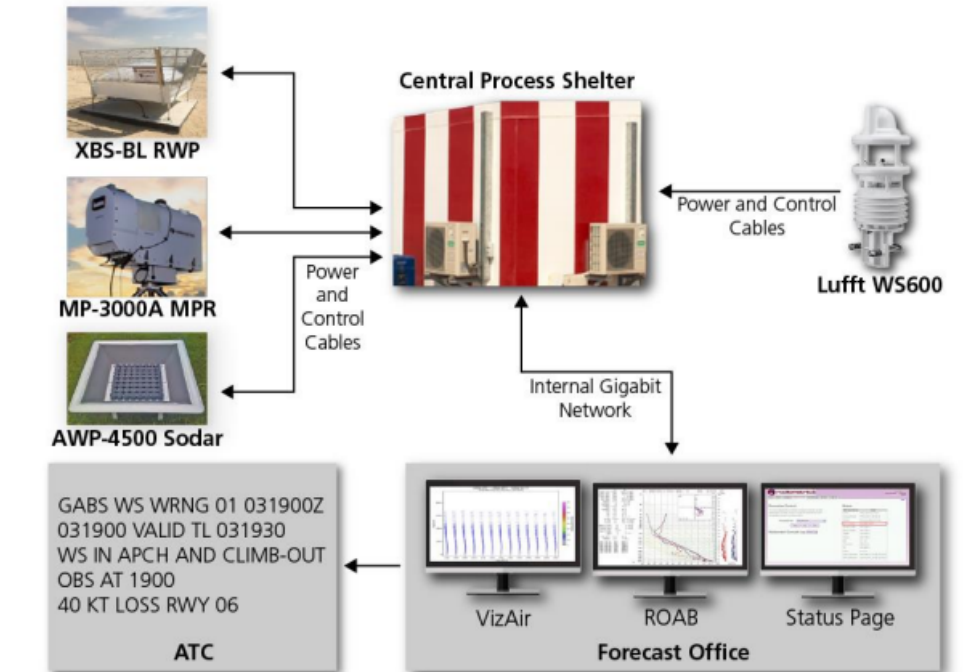 XBS-BL RWP
MP-3000A MPR
AWP-4500 Sodar
Power
and
Control
Cables
Central Process Shelter
Power and Control
Cables
Lufft WS600
Internal Gigabit
Network
GABS WS WRNG 01 031900Z
031900 VALID TL 031930
WS IN APCH AND CLIMB-OUT
OBS AT 1900
40 KT LOSS RWY 06
ATC
VizAir
ROAB
Status Page
Forecast Office